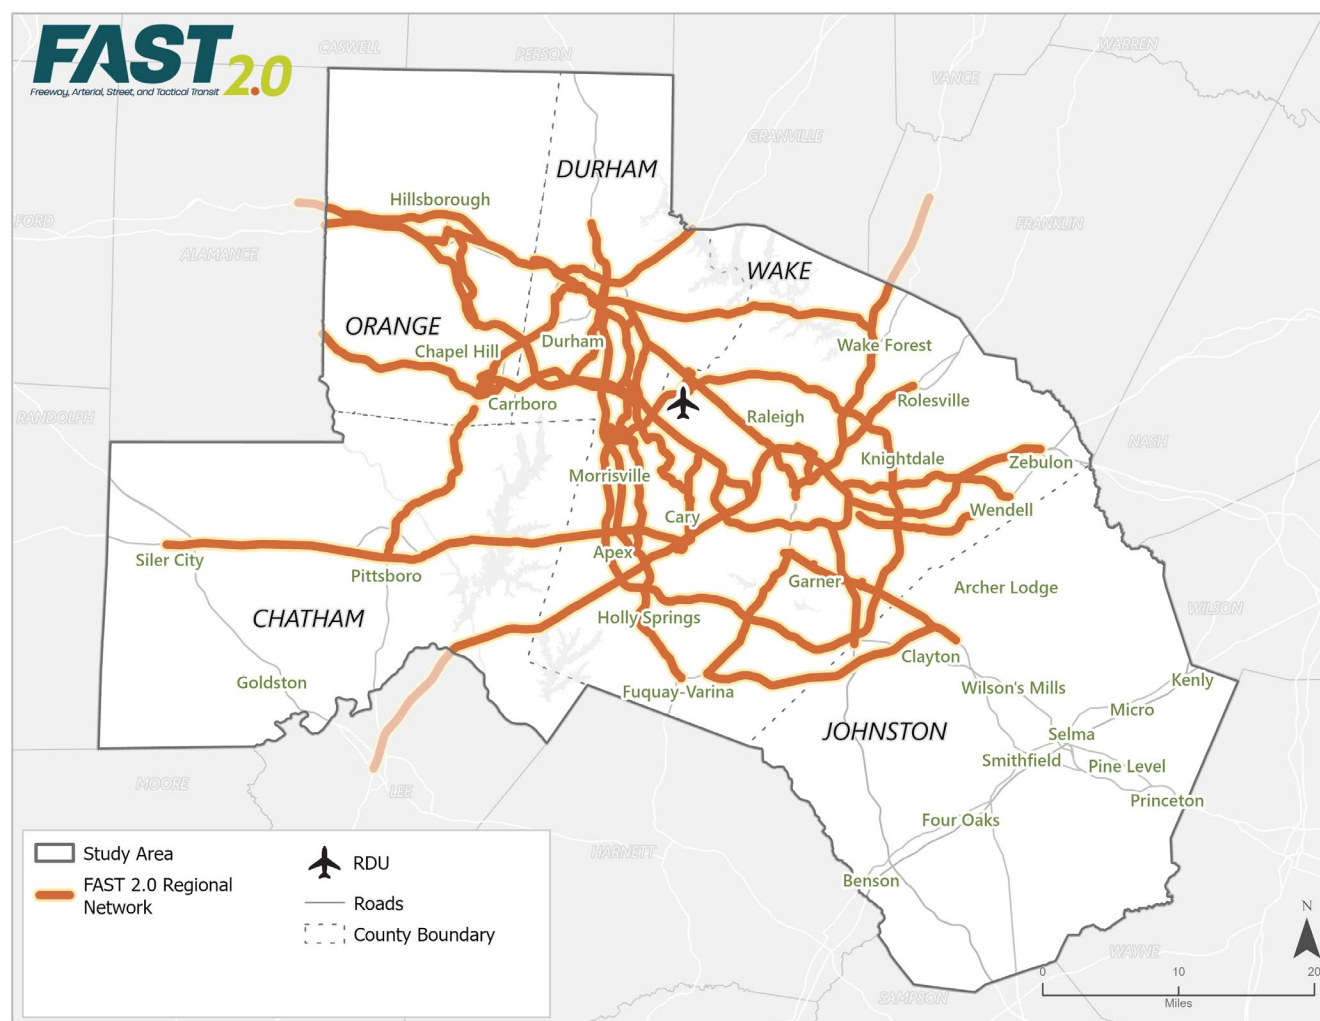 FAST 2.0
Freeway, Arterial, Street, and Tactical Transit
CASWELL
PERSON
WARREN
VANCE
GRANVILLE
DURHAM
Hillsborough
FORD
FRANKLIN
ALAMANCE
WAKE
ORANGE
Chapel Hill
Durham
Wake Forest
Carrboro
Rolesville
RANDOLPH
Raleigh
NASH
Knightdale
Zebulon
Morrisville
Cary
Wendell
Siler City
Apex
Pittsboro
Garner
Archer Lodge
CHATHAM
Holly Springs
WILSON
Clayton
Goldston
Fuquay-Varina
Wilson's Mills
Kenly
Micro
JOHNSTON
Selma
Smithfield
Pine Level
MOORE
LEE
Princeton
Four Oaks
HARNETT
Benson
WAYNE
SAMPSON
Study Area
FAST 2.0 Regional
Network
RDU
Roads
County Boundary
N
0 10 20
Miles